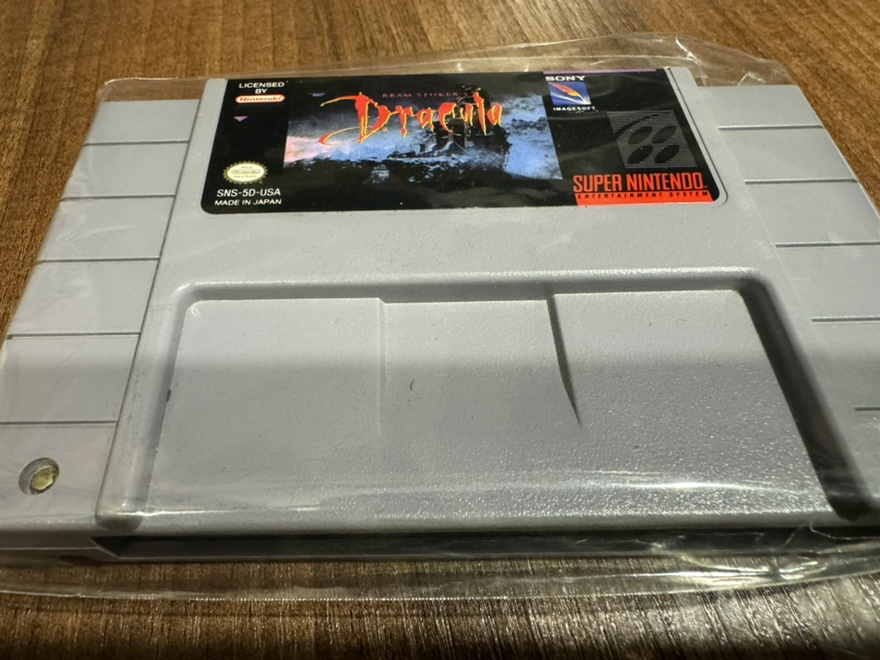 LICENSED
BY
Nintendo
BRAM STOKER'S
Dracula
SONY
IMAGESOFT
SNS-5D-USA
MADE IN JAPAN
SUPER NINTENDO
ENTERTAINMENT SYSTEM